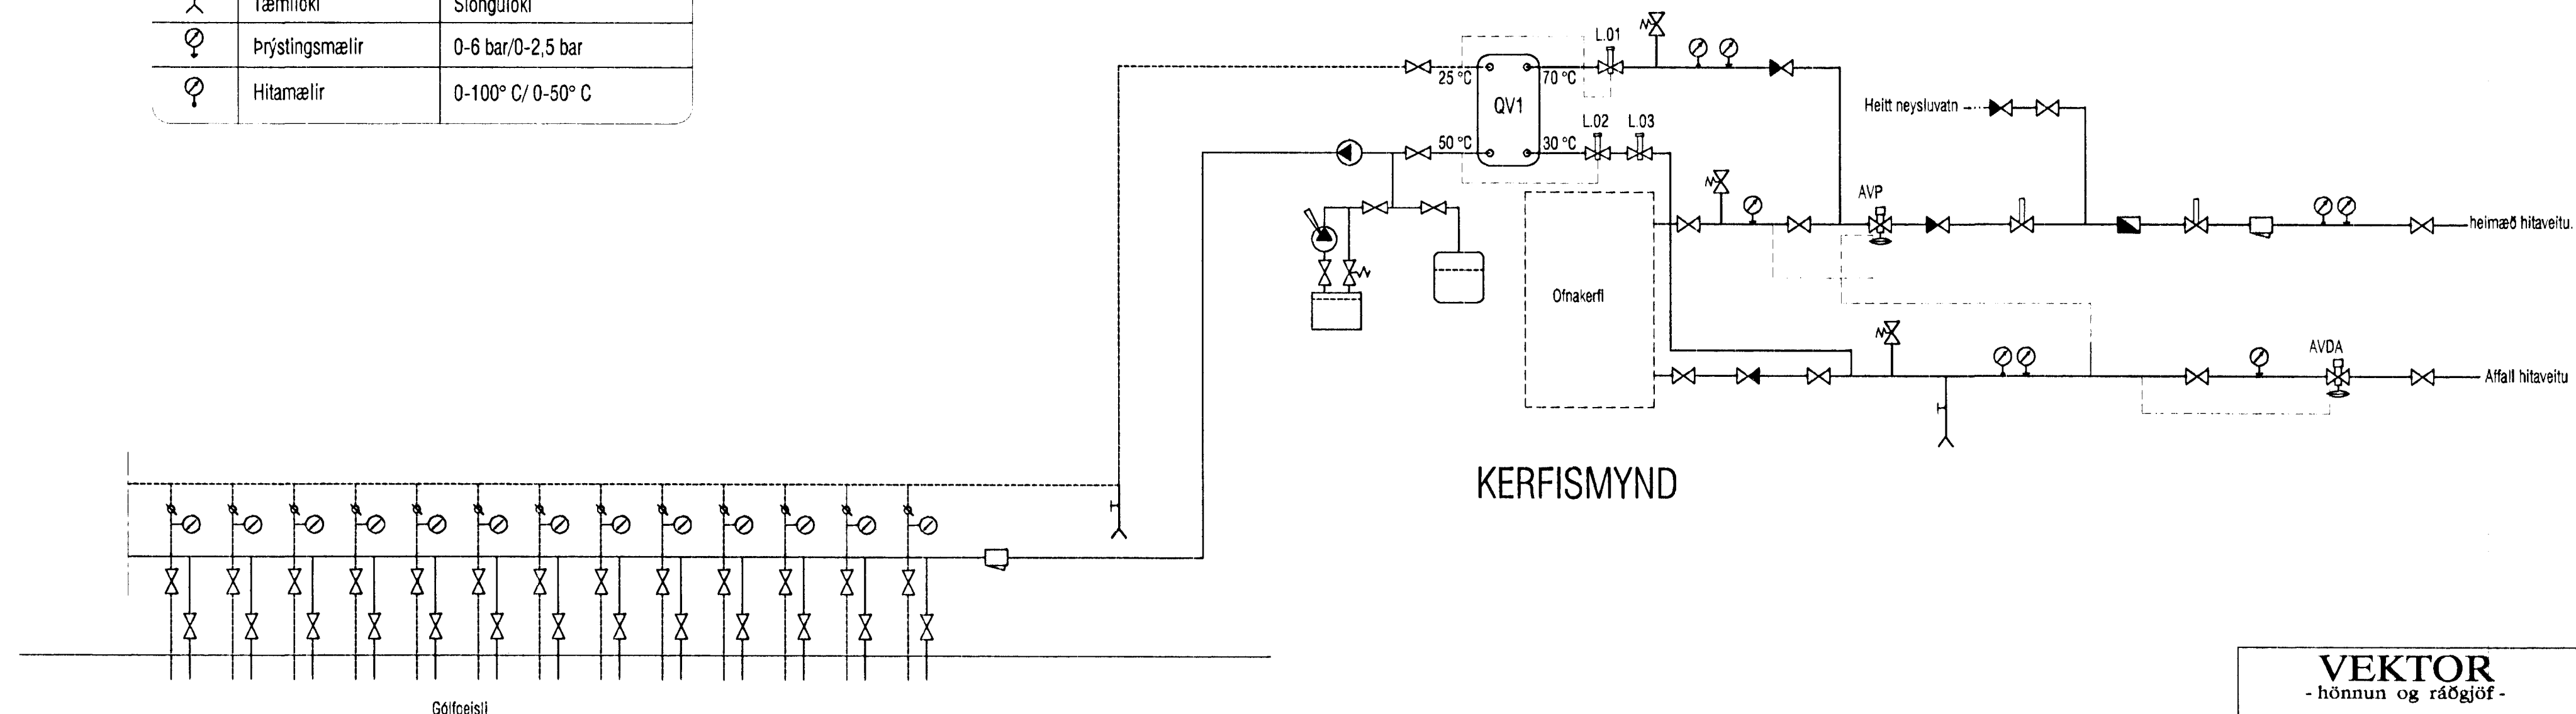 Tæmiloki Slönguloki
Þrýstingsmælir 0-6 bar/0-2,5 bar
Hitamælir 0-100° C/ 0-50° C
L.01
25 °C 70 °C
QV1
Heitt neysluvatn
L.02 L.03
50 °C 30 °C
AVP
heimæð hitaveitu.
Ofnakerfi
AVDA
Affall hitaveitu
KERFISMYND
VEKTOR
- hönnun og ráðgjöf -
Gólfgeisli